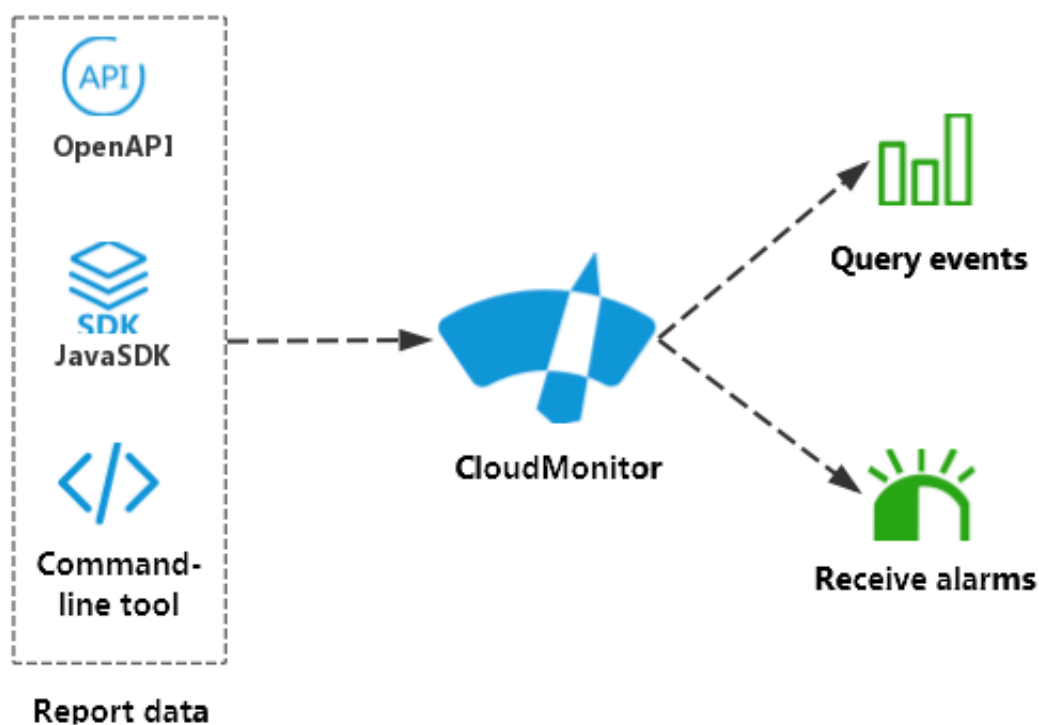 API
OpenAPI
SDK
JavaSDK
Command-
line tool
Report data
CloudMonitor
Query events
Receive alarms